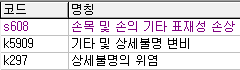 코드 명칭
s608 손목 및 손의 기타 표재성 손상
k5909 기타 및 상세불명 변비
k297 상세불명의 위염